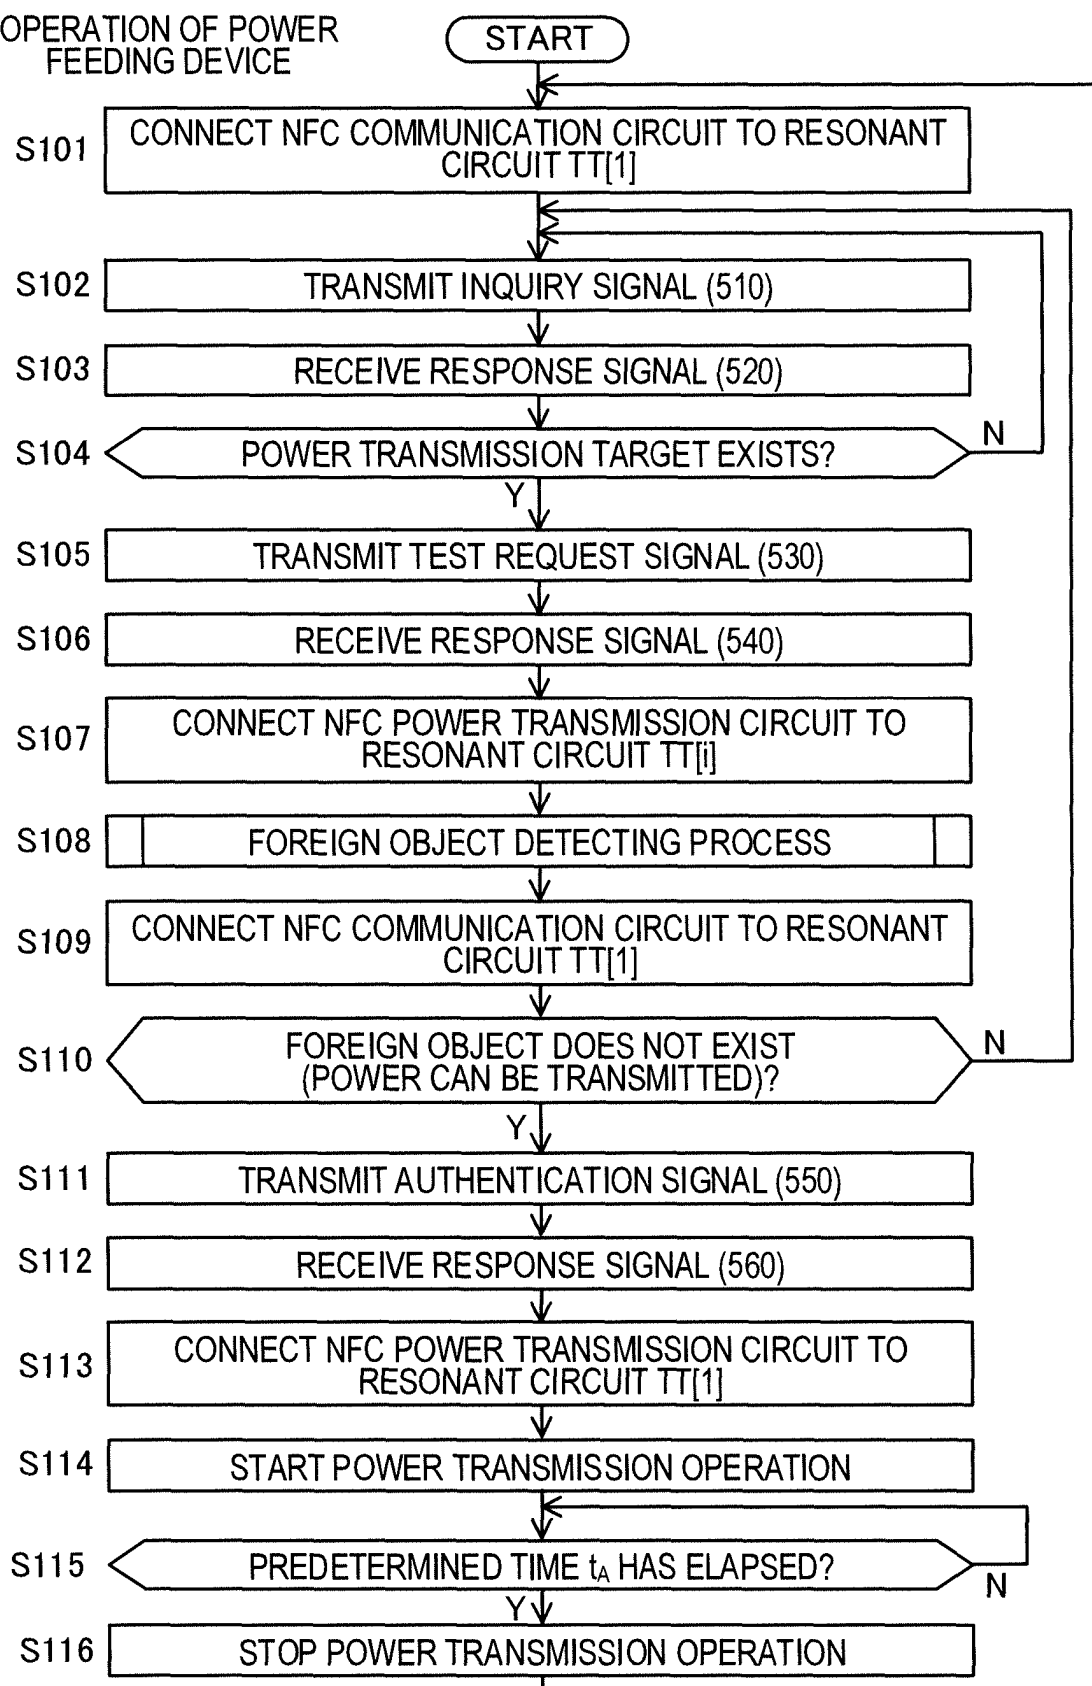 OPERATION OF POWER
FEEDING DEVICE
START
S101
CONNECT NFC COMMUNICATION CIRCUIT TO RESONANT
CIRCUIT TT[1]
S102
TRANSMIT INQUIRY SIGNAL (510)
S103
RECEIVE RESPONSE SIGNAL (520)
S104
POWER TRANSMISSION TARGET EXISTS?
N
Y
S105
TRANSMIT TEST REQUEST SIGNAL (530)
S106
RECEIVE RESPONSE SIGNAL (540)
S107
CONNECT NFC POWER TRANSMISSION CIRCUIT TO
RESONANT CIRCUIT TT[i]
S108
FOREIGN OBJECT DETECTING PROCESS
S109
CONNECT NFC COMMUNICATION CIRCUIT TO RESONANT
CIRCUIT TT[1]
S110
FOREIGN OBJECT DOES NOT EXIST
(POWER CAN BE TRANSMITTED)?
N
Y
S111
TRANSMIT AUTHENTICATION SIGNAL (550)
S112
RECEIVE RESPONSE SIGNAL (560)
S113
CONNECT NFC POWER TRANSMISSION CIRCUIT TO
RESONANT CIRCUIT TT[1]
S114
START POWER TRANSMISSION OPERATION
S115
PREDETERMINED TIME tA HAS ELAPSED?
N
Y
S116
STOP POWER TRANSMISSION OPERATION